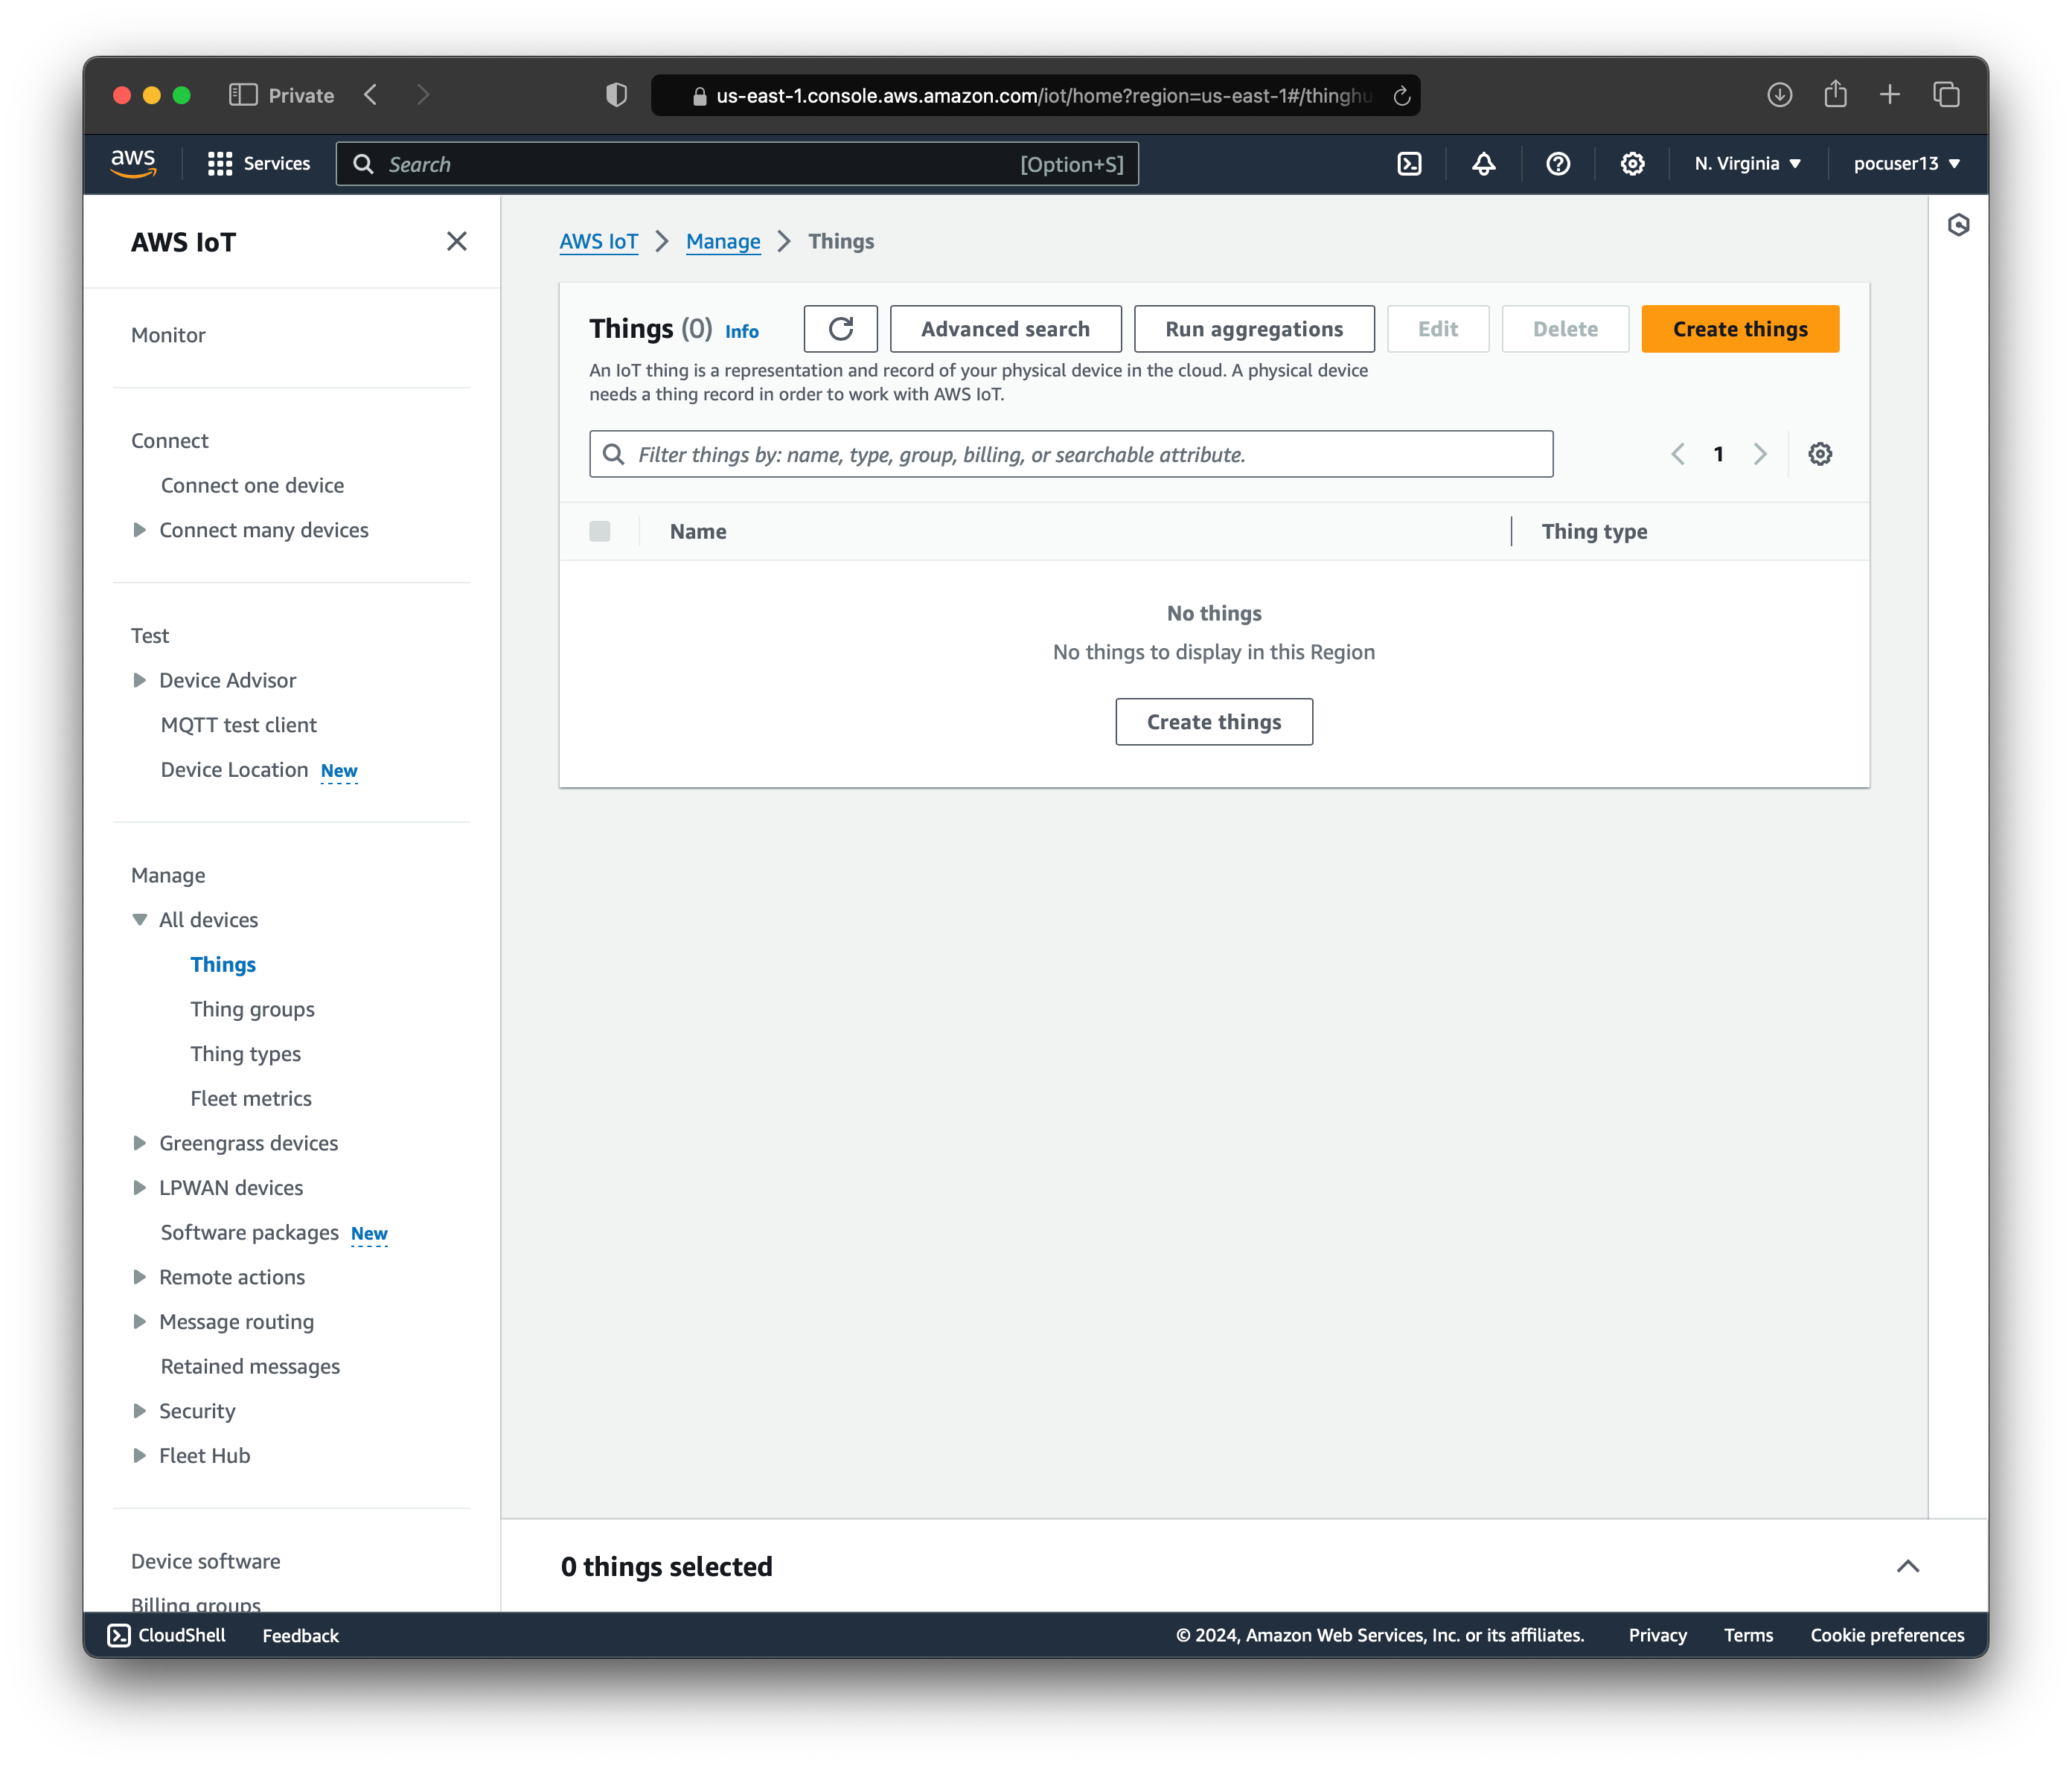 Private
us-east-1.console.aws.amazon.com/iot/home?region=us-east-1#/thinghu
aws
Services
Search
[Option+S]
N. Virginia
pocuser13
AWS IoT
Monitor
Connect
Connect one device
Connect many devices
Test
Device Advisor
MQTT test client
Device Location New
Manage
All devices
Things
Thing groups
Thing types
Fleet metrics
Greengrass devices
LPWAN devices
Software packages New
Remote actions
Message routing
Retained messages
Security
Fleet Hub
Device software
Billing groups
AWS IoT
Manage
Things
Things (0) Info
Advanced search
Run aggregations
Edit
Delete
Create things
An IoT thing is a representation and record of your physical device in the cloud. A physical device
needs a thing record in order to work with AWS IoT.
Filter things by: name, type, group, billing, or searchable attribute.
1
Name
Thing type
No things
No things to display in this Region
Create things
0 things selected
CloudShell
Feedback
© 2024, Amazon Web Services, Inc. or its affiliates.
Privacy
Terms
Cookie preferences